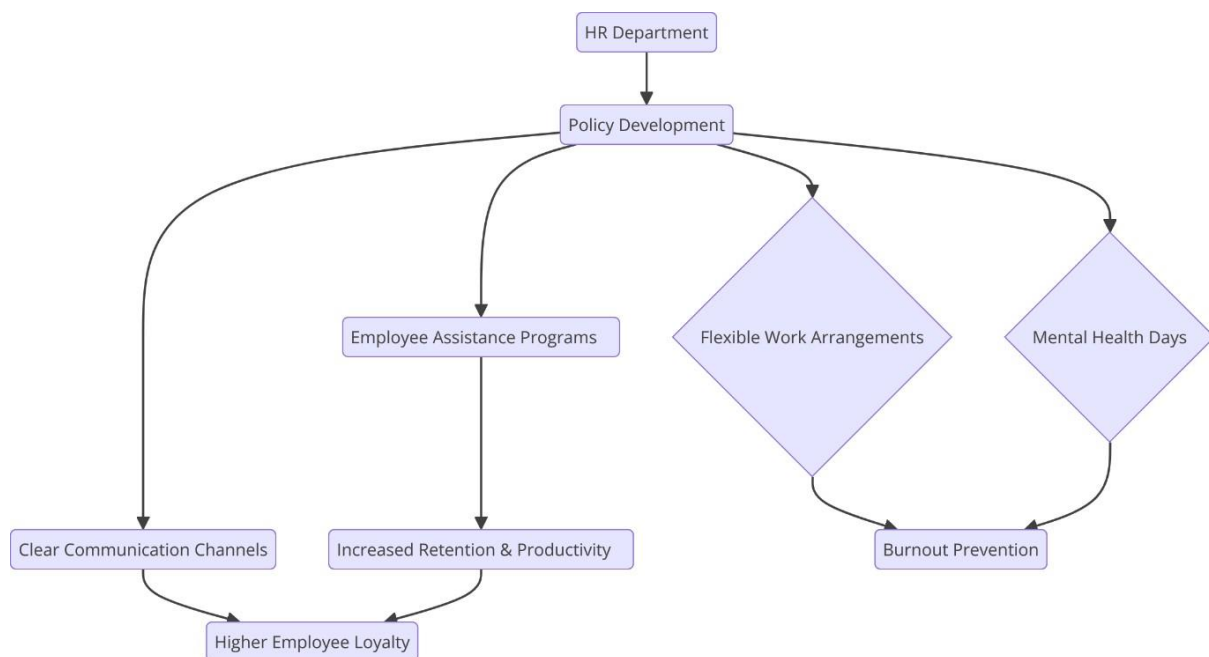 HR Department
Policy Development
Employee Assistance Programs
Flexible Work Arrangements
Mental Health Days
Clear Communication Channels
Increased Retention & Productivity
Burnout Prevention
Higher Employee Loyalty